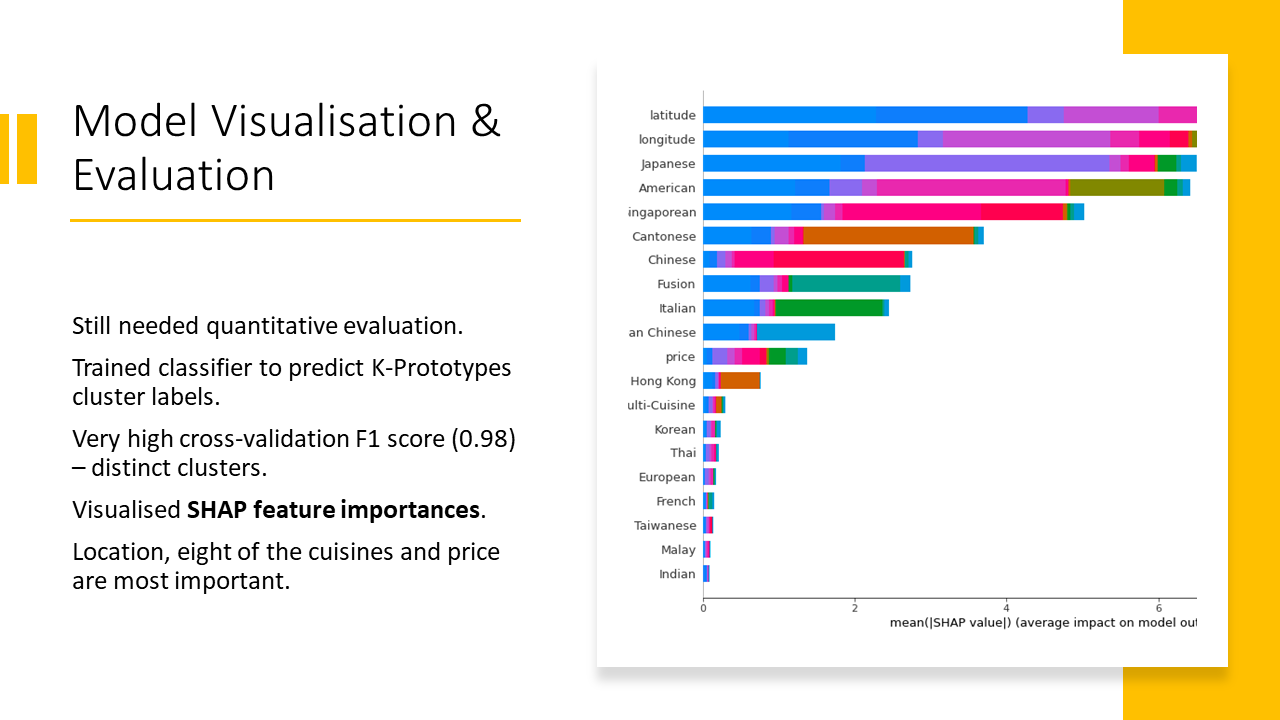 Model Visualisation &
Evaluation
Still needed quantitative evaluation.
Trained classifier to predict K-Prototypes
cluster labels.
Very high cross-validation F1 score (0.98)
– distinct clusters.
Visualised SHAP feature importances.
Location, eight of the cuisines and price
are most important.
latitude
longitude
Japanese
American
ingaporean
Cantonese
Chinese
Fusion
Italian
an Chinese
price
Hong Kong
ulti-Cuisine
Korean
Thai
European
French
Taiwanese
Malay
Indian
0 2 4 6
mean(|SHAP value|) (average impact on model out